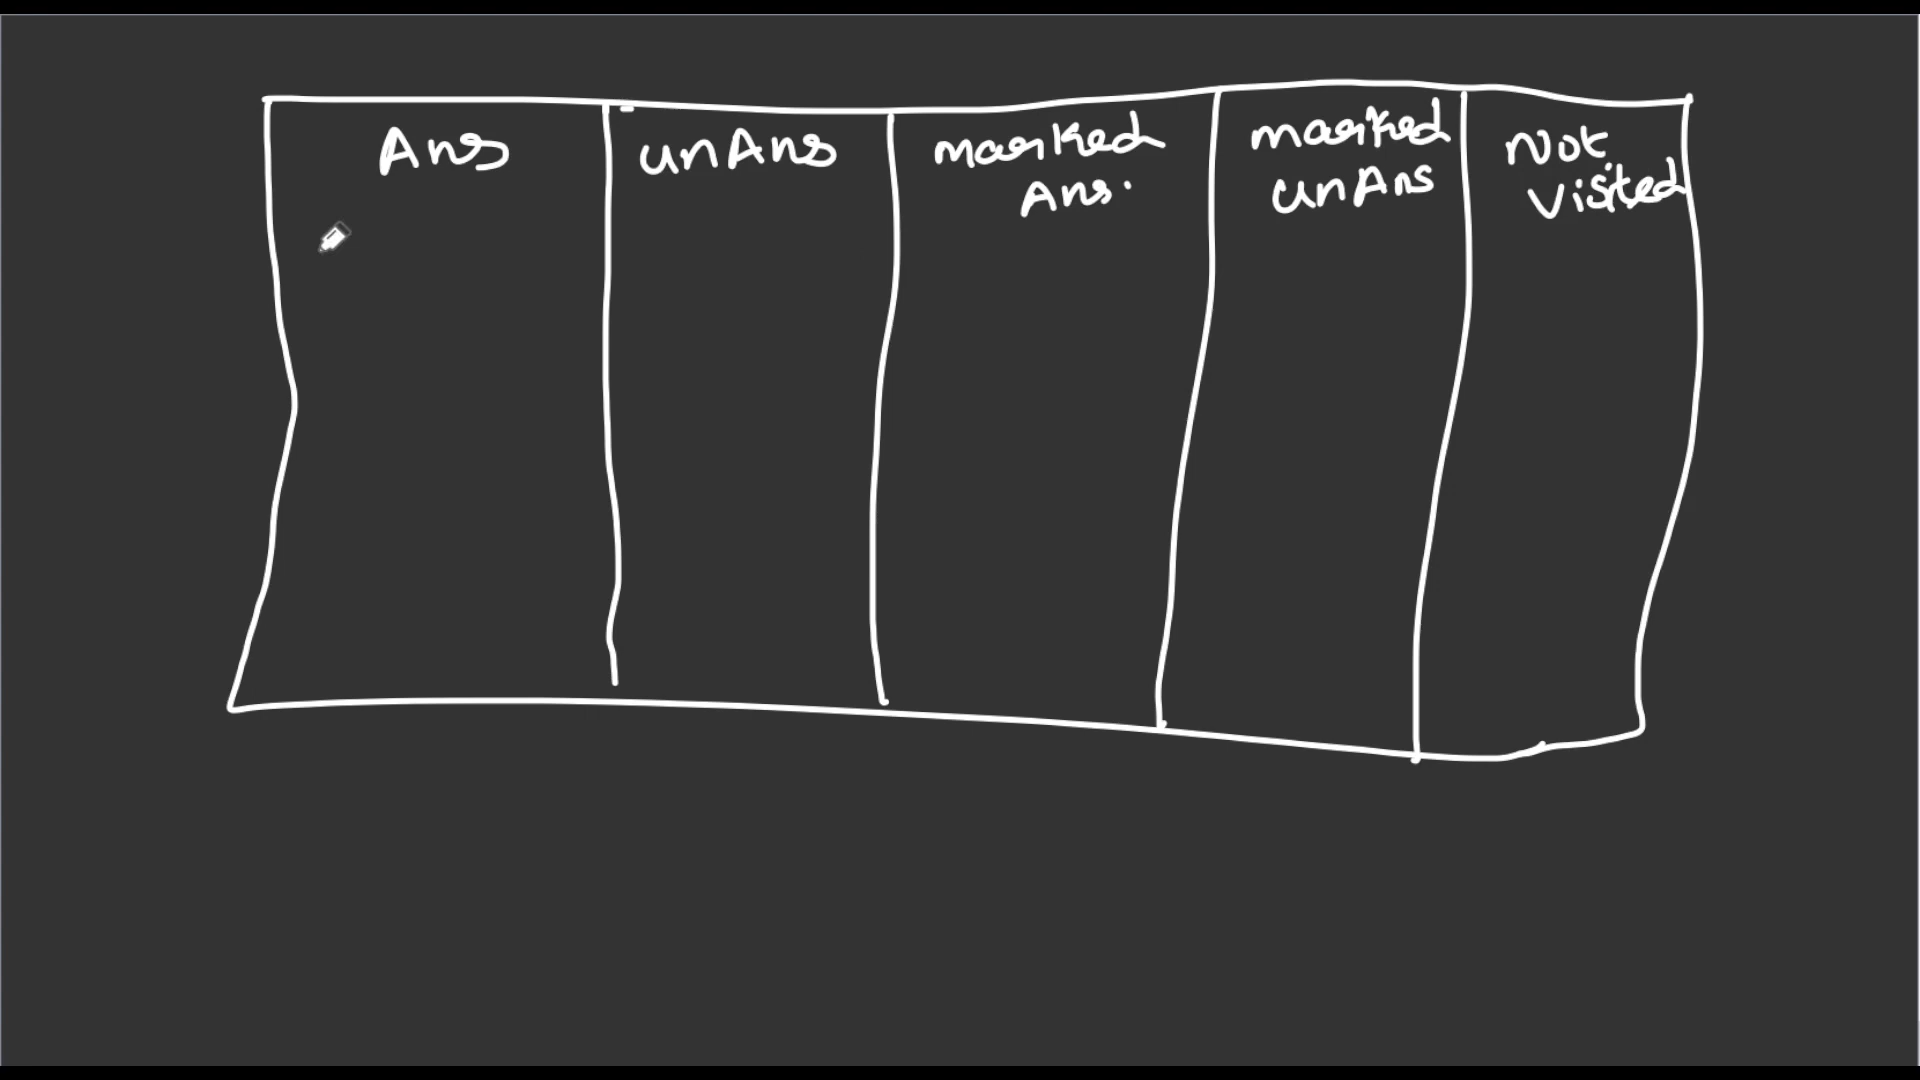 Ans
unAns
marked
Ans.
marked
unAns
Not
Visited